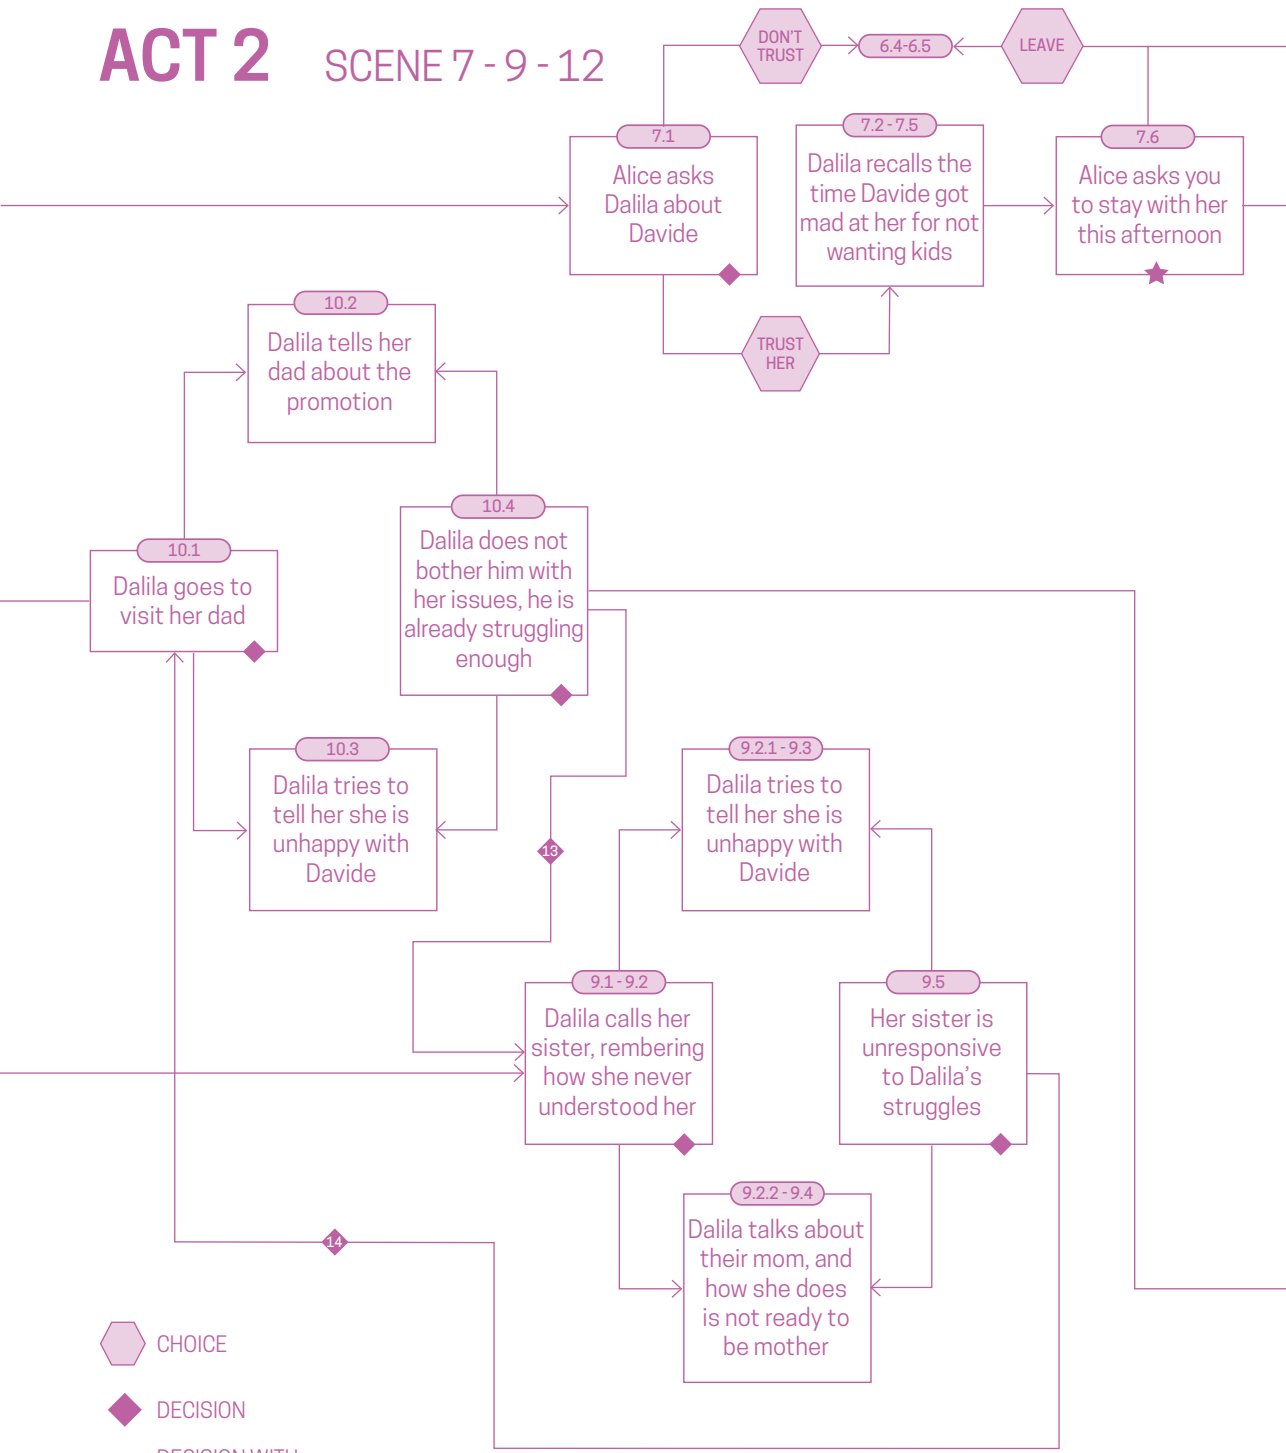 ACT 2 SCENE 7 - 9 - 12
DON'T
TRUST
6.4-6.5
LEAVE
7.1
Alice asks
Dalila about
Davide
7.2 - 7.5
Dalila recalls the
time Davide got
mad at her for not
wanting kids
7.6
Alice asks you
to stay with her
this afternoon
TRUST
HER
10.2
Dalila tells her
dad about the
promotion
10.4
Dalila does not
bother him with
her issues, he is
already struggling
enough
10.1
Dalila goes to
visit her dad
10.3
Dalila tries to
tell her she is
unhappy with
Davide
9.2.1 - 9.3
Dalila tries to
tell her she is
unhappy with
Davide
13
9.1 - 9.2
Dalila calls her
sister, rembering
how she never
understood her
9.5
Her sister is
unresponsive
to Dalila's
struggles
9.2.2 - 9.4
Dalila talks about
their mom, and
how she does
is not ready to
be mother
14
CHOICE
DECISION
DECISION WITH